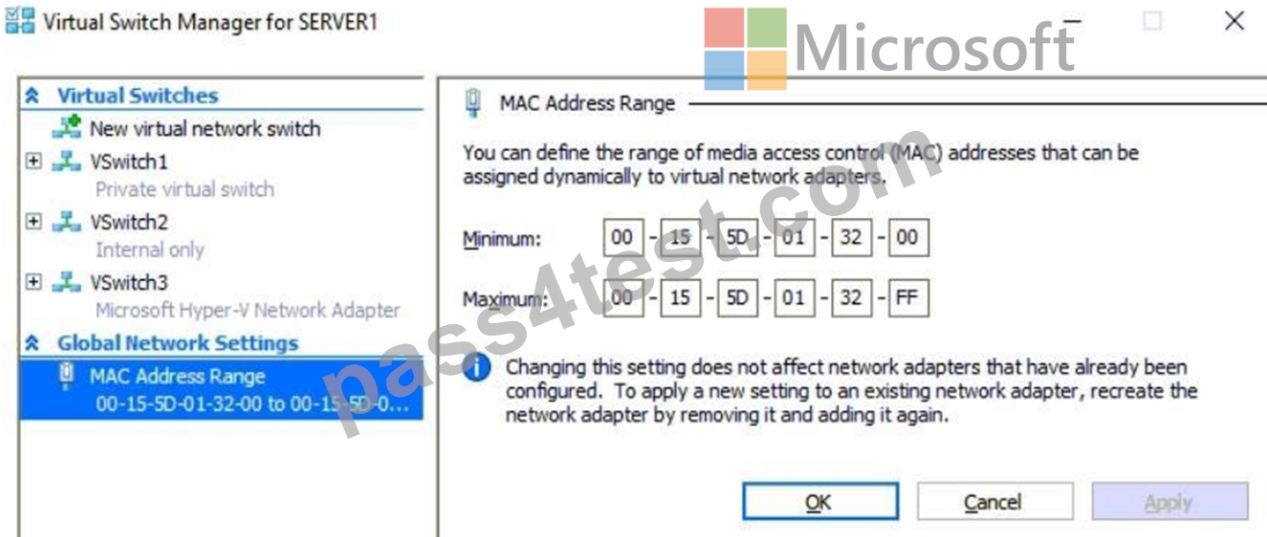 Virtual Switch Manager for SERVER1
Microsoft
Virtual Switches
New virtual network switch
VSwitch1
Private virtual switch
VSwitch2
Internal only
VSwitch3
Microsoft Hyper-V Network Adapter
Global Network Settings
MAC Address Range
00-15-5D-01-32-00 to 00-15-5D-0...
MAC Address Range
You can define the range of media access control (MAC) addresses that can be
assigned dynamically to virtual network adapters.
Minimum: 00 - 15 - 5D - 01 - 32 - 00
Maximum: 00 - 15 - 5D - 01 - 32 - FF
Changing this setting does not affect network adapters that have already been
configured. To apply a new setting to an existing network adapter, recreate the
network adapter by removing it and adding it again.
OK Cancel Apply
pass4test.com